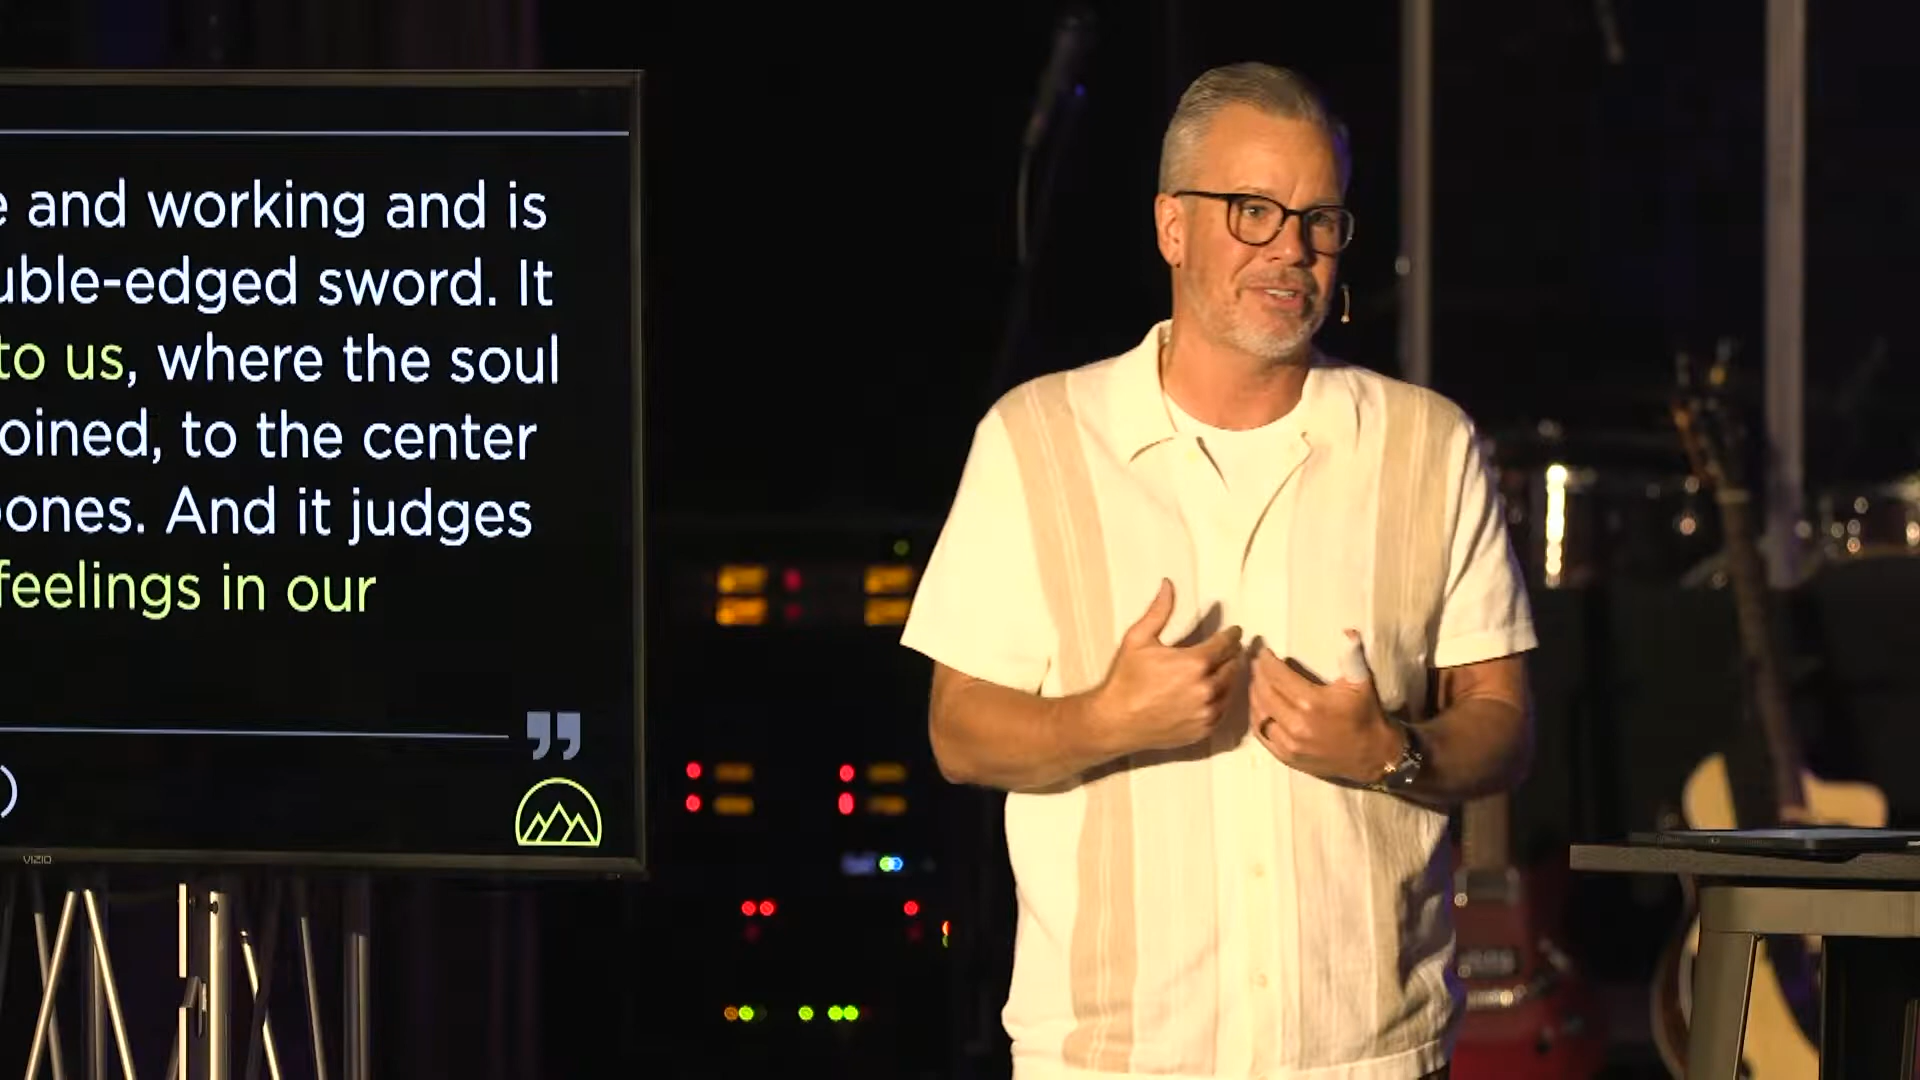 and working and is
uble-edged sword. It
to us, where the soul
oined, to the center
ones. And it judges
feelings in our
”
)
VIZIO